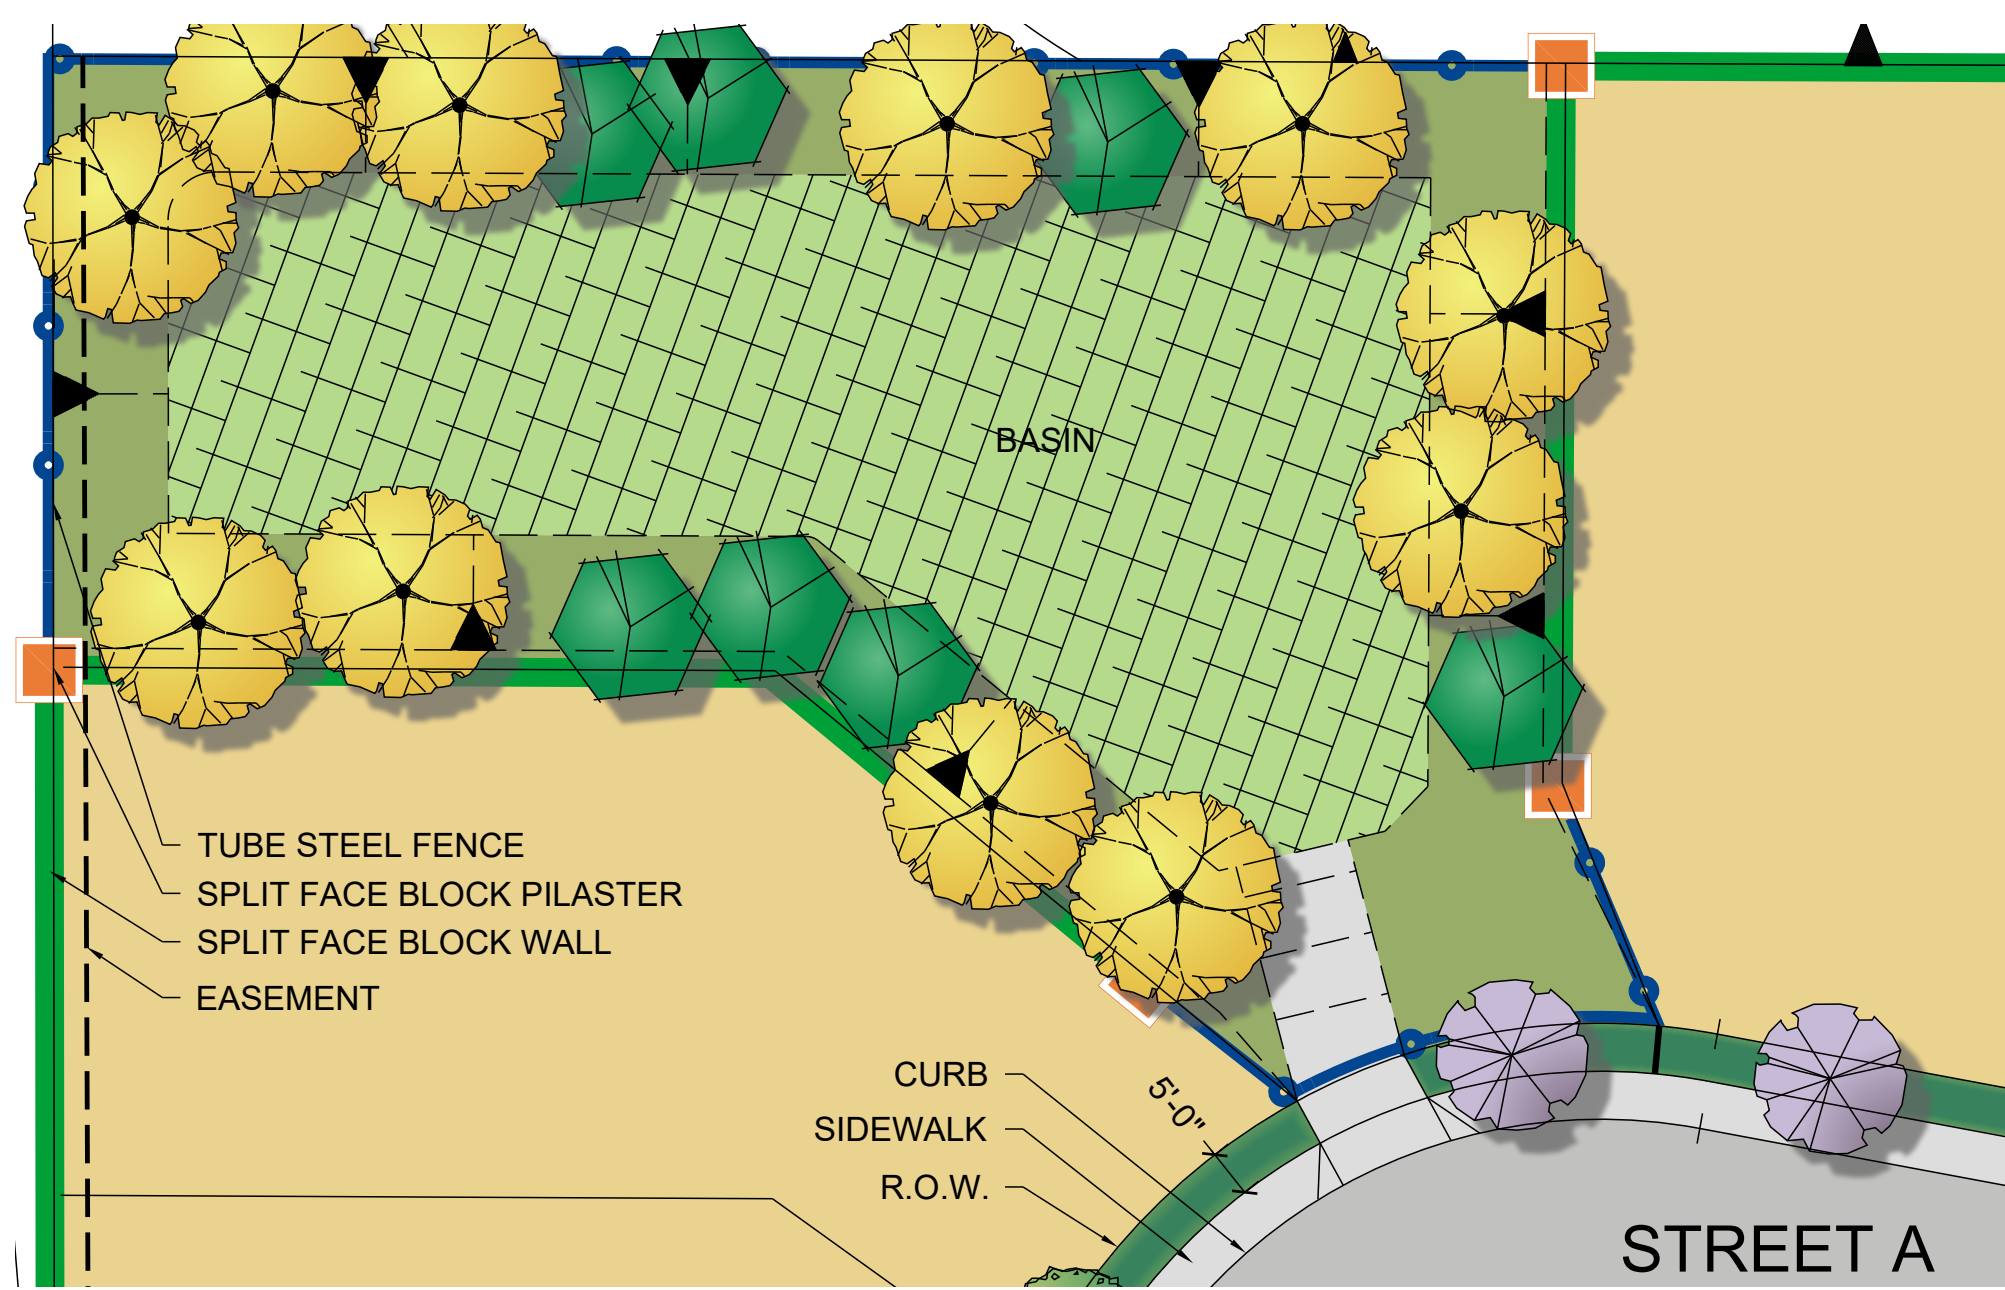 BASIN
TUBE STEEL FENCE
SPLIT FACE BLOCK PILASTER
SPLIT FACE BLOCK WALL
EASEMENT
CURB
5'-0"
SIDEWALK
R.O.W.
STREET A